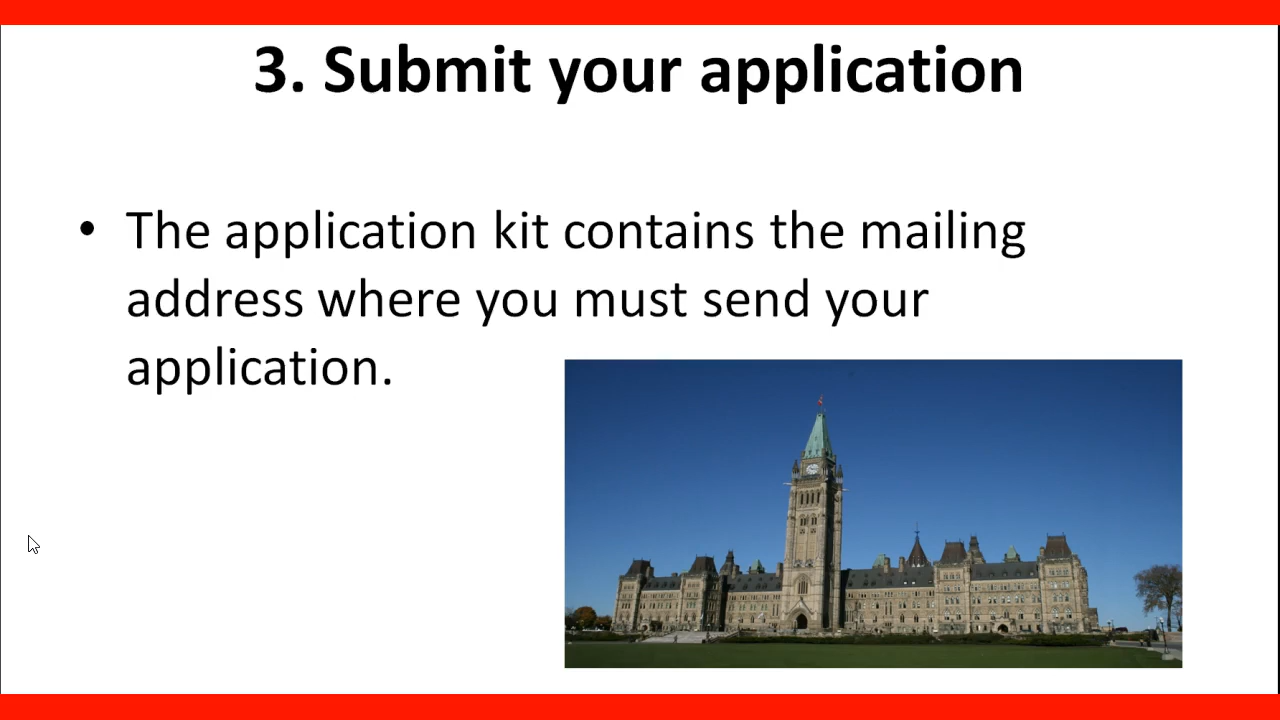 3. Submit your application
• The application kit contains the mailing
address where you must send your
application.